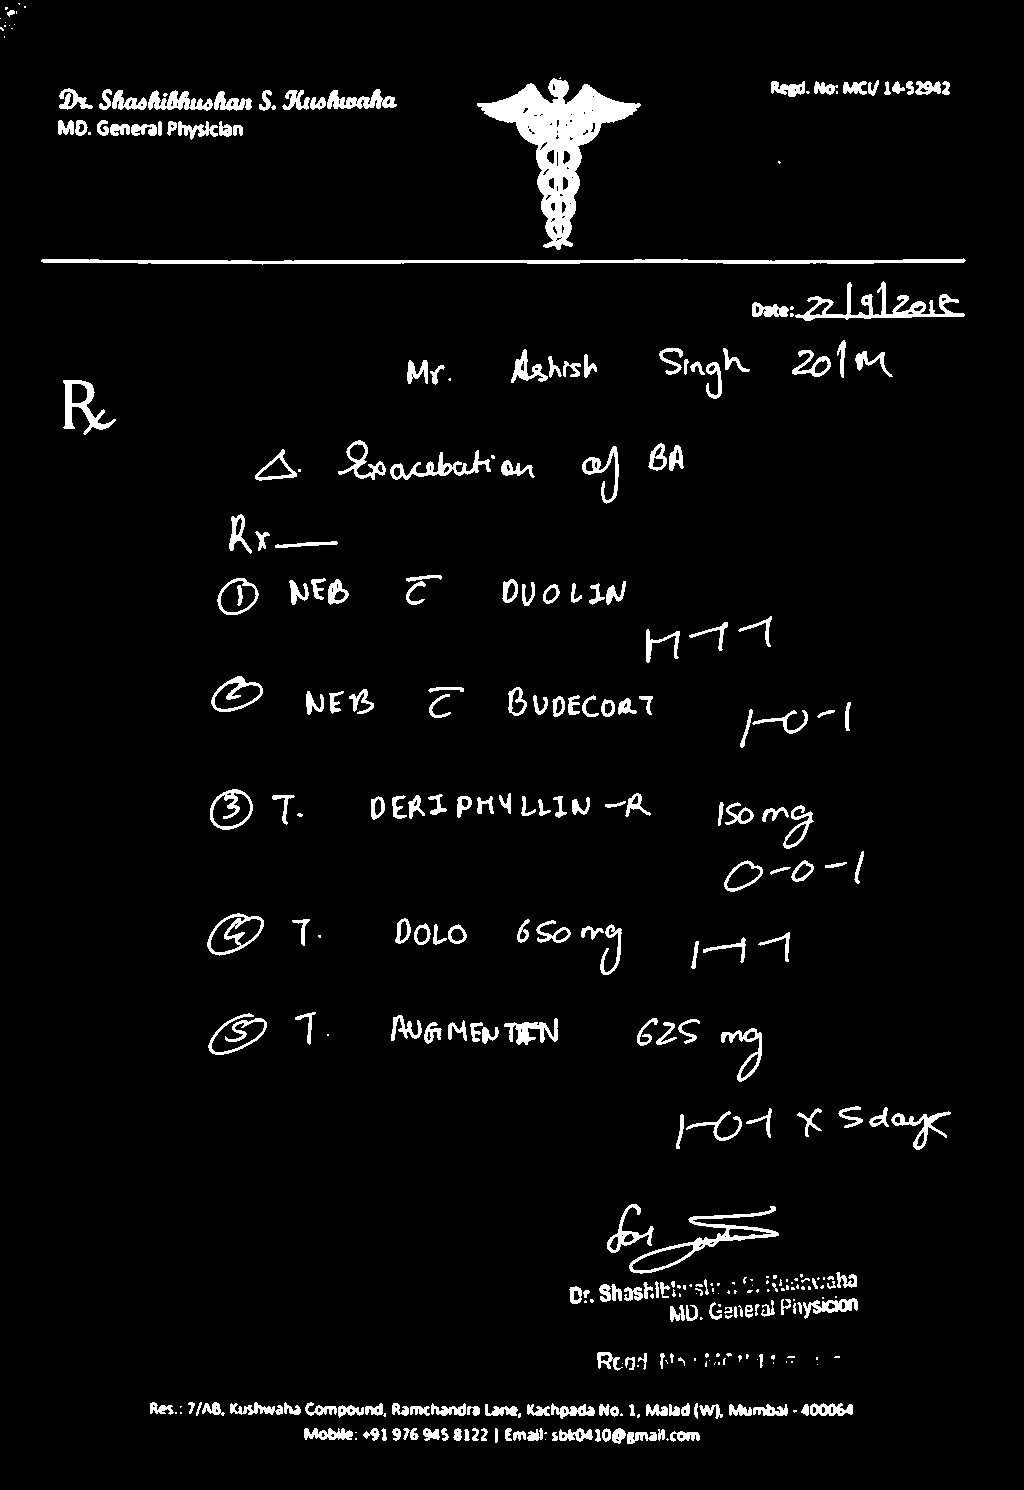 Dr. Shashibhushan S. Kushwaha
MD. General Physician
Regd. No: MCI/ 14-52942
Date: 22/9/2018
Mr. Ashish Singh 20/M
Rx
Δ. Exacebation of BA
Rx
① NEB c̅ DUOLIN
1-1-1-1
② NEB c̅ BUDECORT
1-0-1
③ T. DERIPHYLLIN-R 150mg
0-0-1
④ T. DOLO 650mg 1-1-1
⑤ T. AUGMENTIN 625 mg
1-0-1 x 5days
for
Dr. Shashibhushan S. Kushwaha
MD. General Physician
Regd. No.: MCI/
Res.: 7/AB, Kushwaha Compound, Ramchandra Lane, Kachpada No. 1, Malad (W), Mumbai - 400064
Mobile: +91 976 945 8122 | Email: sbk0410@gmail.com